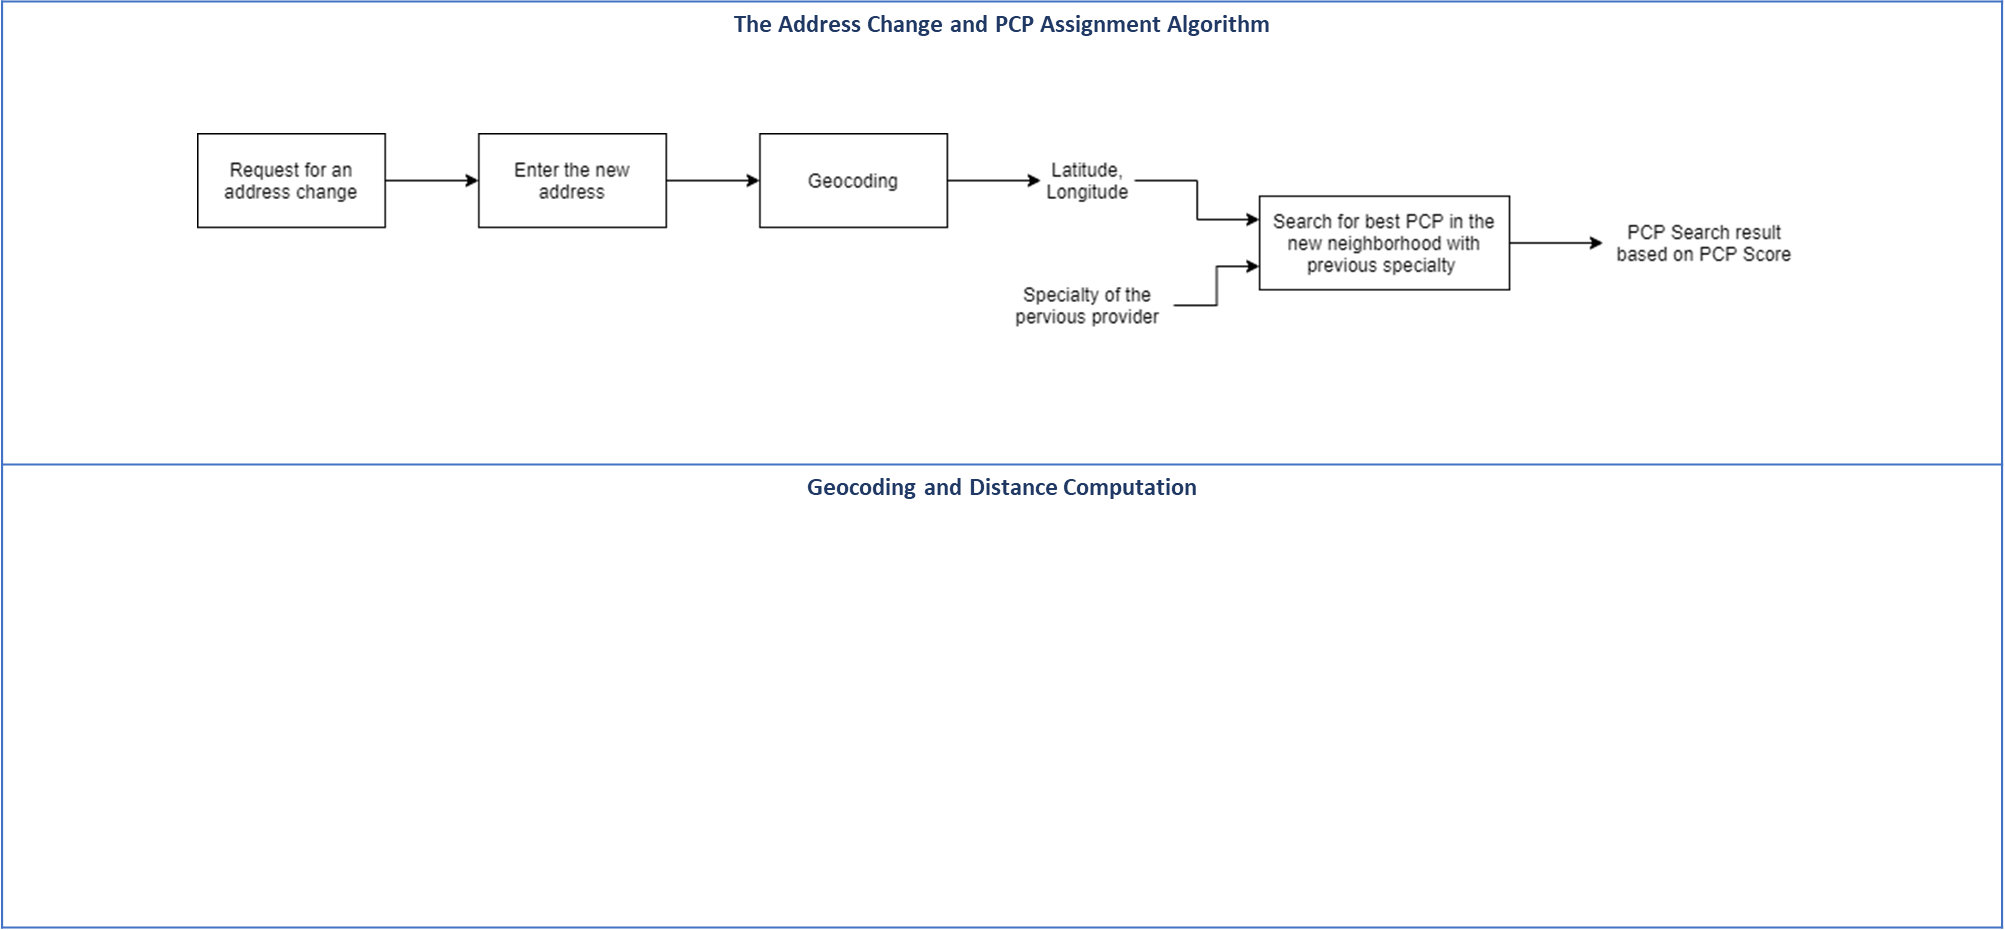 The Address Change and PCP Assignment Algorithm
Request for an
address change
Enter the new
address
Geocoding
Latitude,
Longitude
Specialty of the
pervious provider
Search for best PCP in the
new neighborhood with
previous specialty
PCP Search result
based on PCP Score
Geocoding and Distance Computation